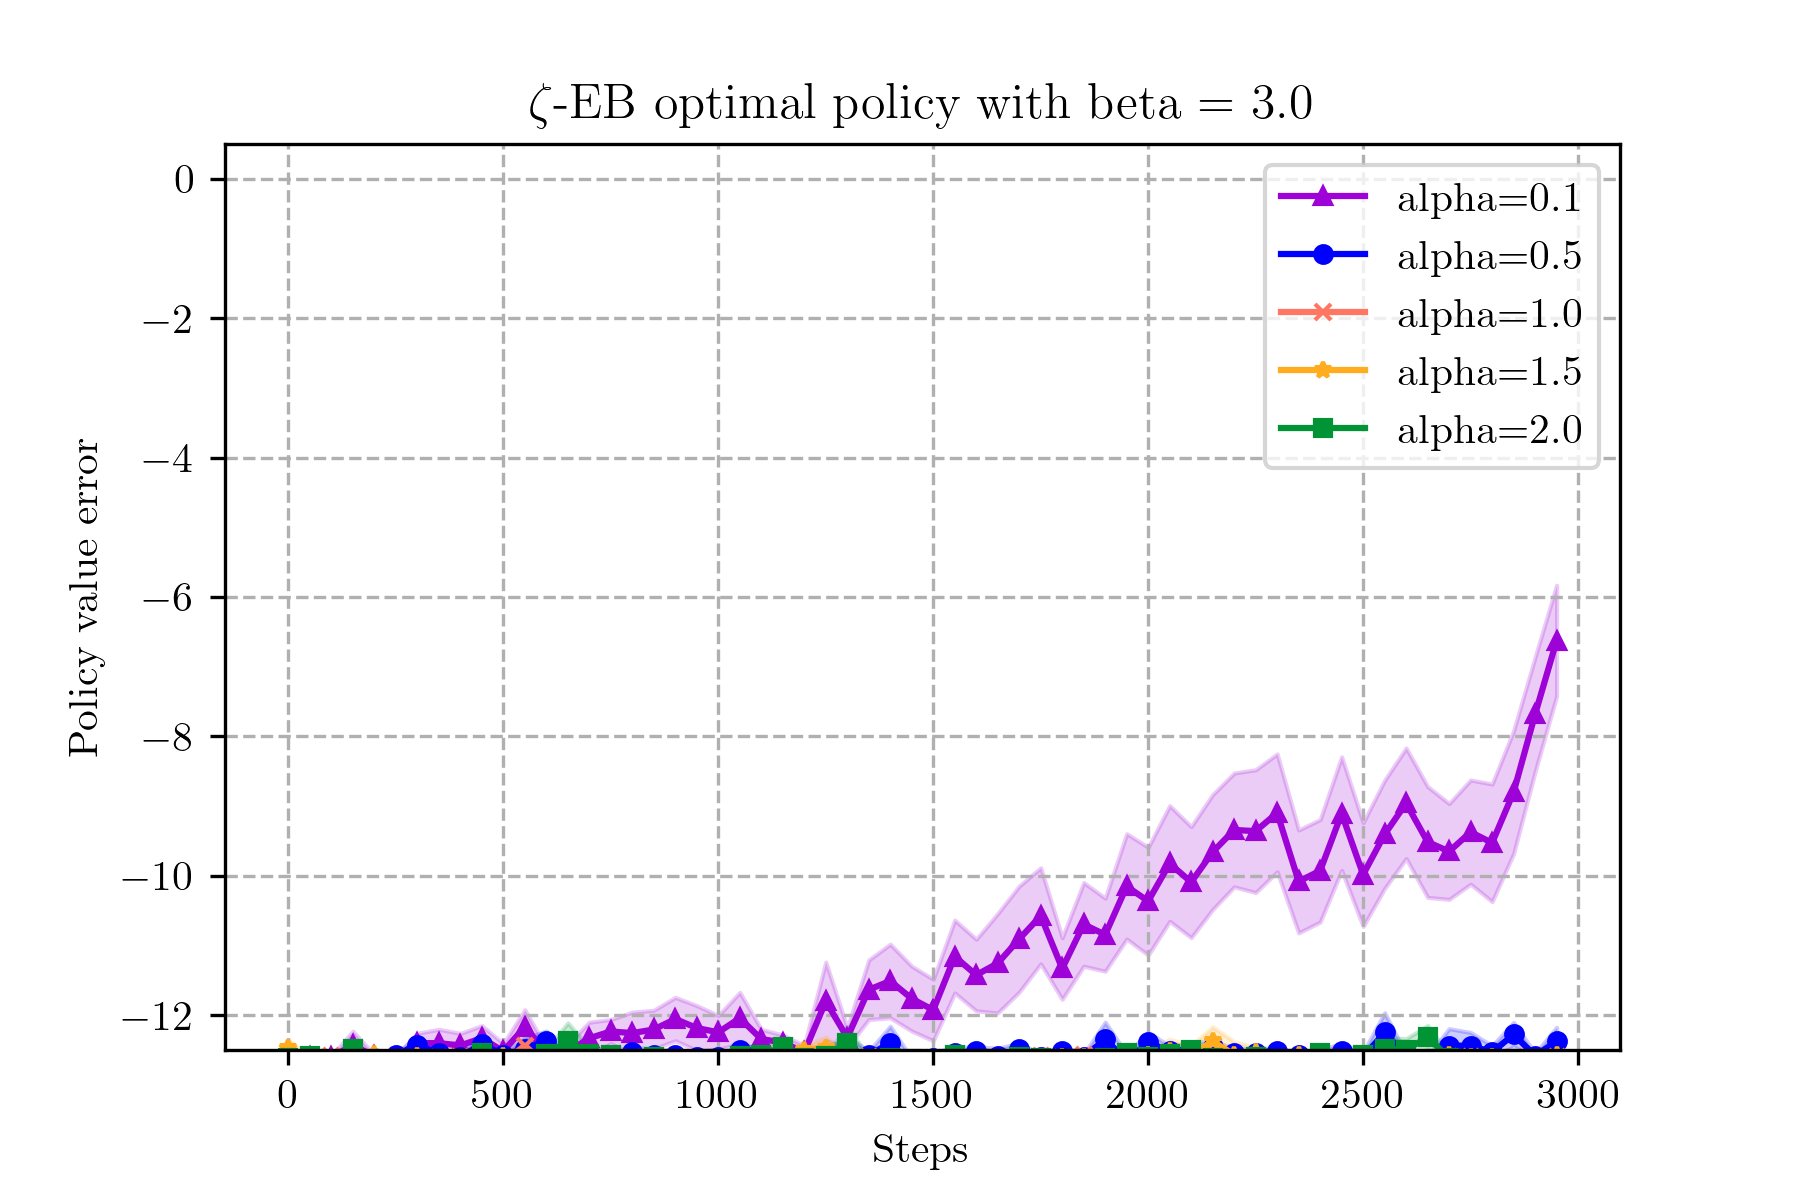 ζ-EB optimal policy with beta = 3.0
alpha=0.1
alpha=0.5
alpha=1.0
alpha=1.5
alpha=2.0
0
−2
−4
−6
−8
−10
−12
Policy value error
0 500 1000 1500 2000 2500 3000
Steps